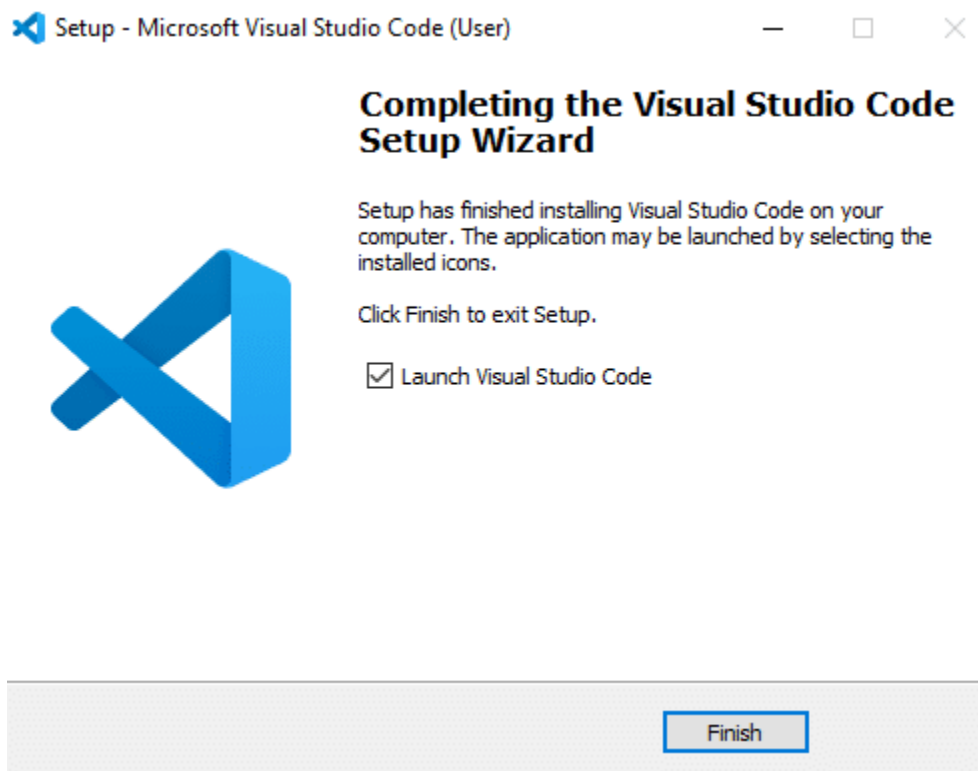 Setup - Microsoft Visual Studio Code (User)
Completing the Visual Studio Code
Setup Wizard
Setup has finished installing Visual Studio Code on your
computer. The application may be launched by selecting the
installed icons.
Click Finish to exit Setup.
Launch Visual Studio Code
Finish